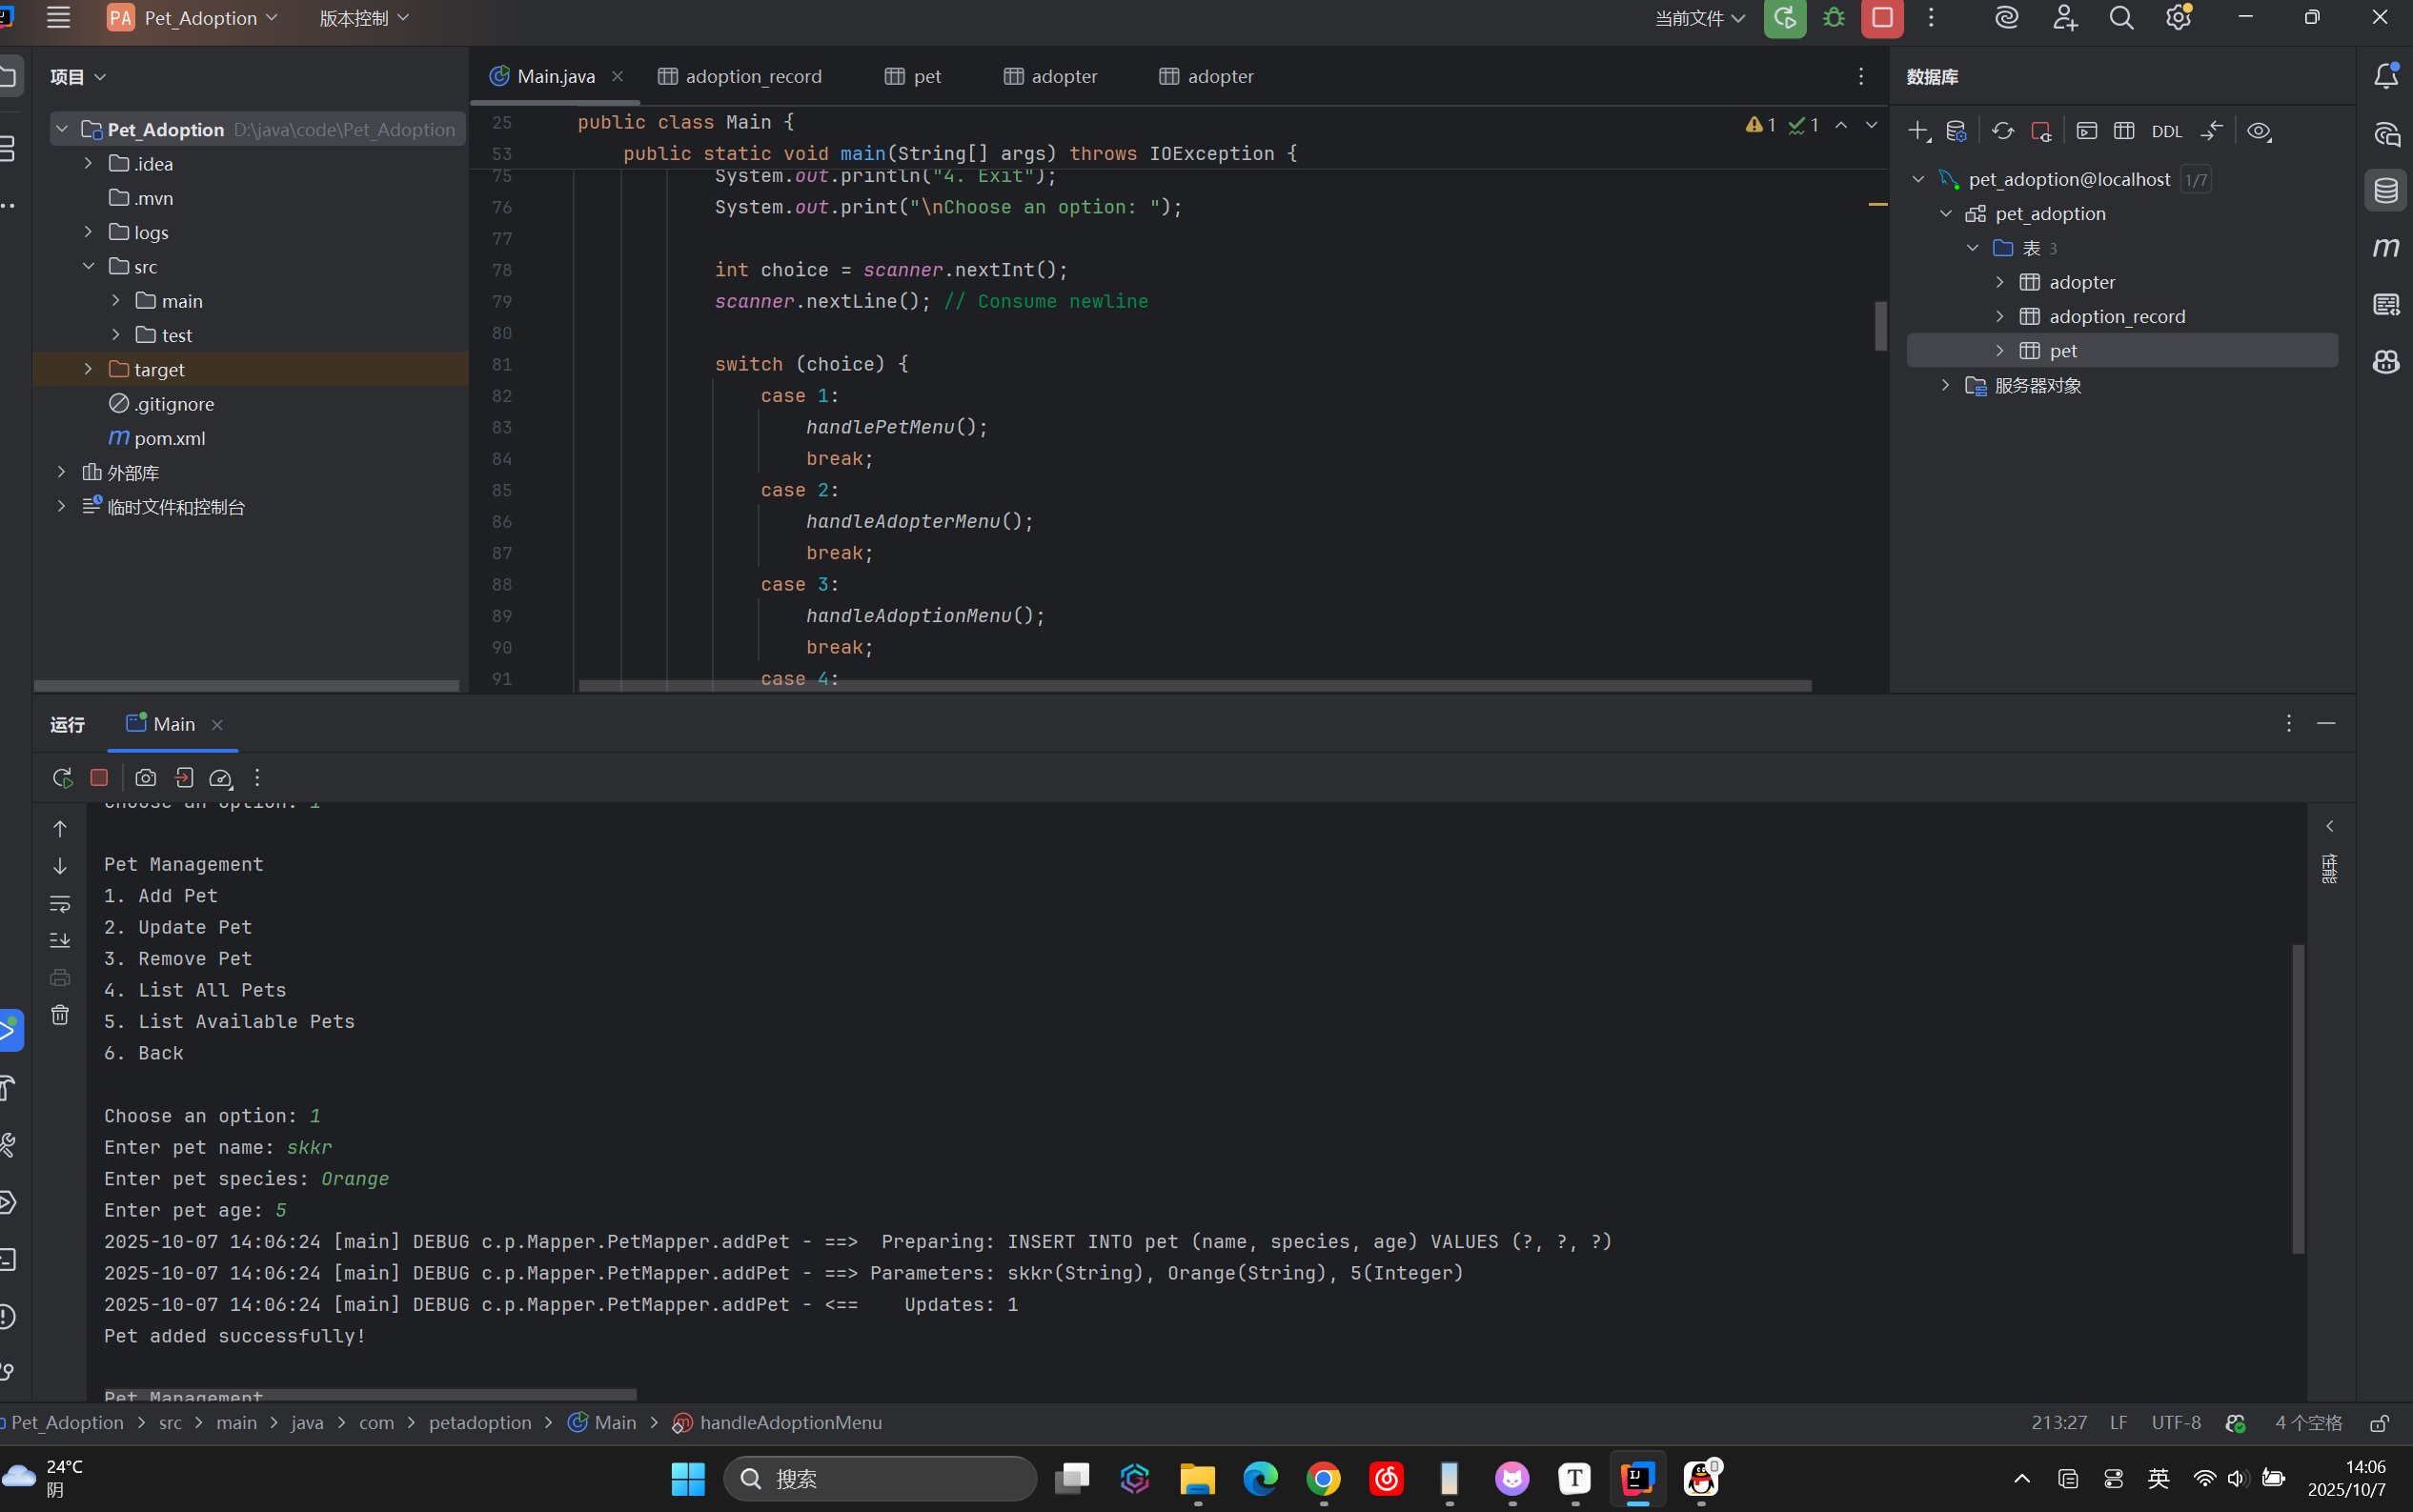 PA Pet_Adoption 版本控制 当前文件
项目
Pet_Adoption D:\java\code\Pet_Adoption
.idea
.mvn
logs
src
main
test
target
.gitignore
pom.xml
外部库
临时文件和控制台
Main.java adoption_record pet adopter adopter
1 1
25 public class Main {
53 public static void main(String[] args) throws IOException {
75 System.out.println("4. Exit");
76 System.out.print("\nChoose an option: ");
77
78 int choice = scanner.nextInt();
79 scanner.nextLine(); // Consume newline
80
81 switch (choice) {
82 case 1:
83 handlePetMenu();
84 break;
85 case 2:
86 handleAdopterMenu();
87 break;
88 case 3:
89 handleAdoptionMenu();
90 break;
91 case 4:
数据库
DDL
pet_adoption@localhost 1/7
pet_adoption
表 3
adopter
adoption_record
pet
服务器对象
运行 Main
Choose an option: 1
Pet Management
1. Add Pet
2. Update Pet
3. Remove Pet
4. List All Pets
5. List Available Pets
6. Back
Choose an option: 1
Enter pet name: skkr
Enter pet species: Orange
Enter pet age: 5
2025-10-07 14:06:24 [main] DEBUG c.p.Mapper.PetMapper.addPet - ==>  Preparing: INSERT INTO pet (name, species, age) VALUES (?, ?, ?)
2025-10-07 14:06:24 [main] DEBUG c.p.Mapper.PetMapper.addPet - ==> Parameters: skkr(String), Orange(String), 5(Integer)
2025-10-07 14:06:24 [main] DEBUG c.p.Mapper.PetMapper.addPet - <==    Updates: 1
Pet added successfully!
Pet Management
性能
Pet_Adoption > src > main > java > com > petadoption > Main > handleAdoptionMenu
213:27 LF UTF-8 4 个空格
24°C
阴
搜索
英
14:06
2025/10/7